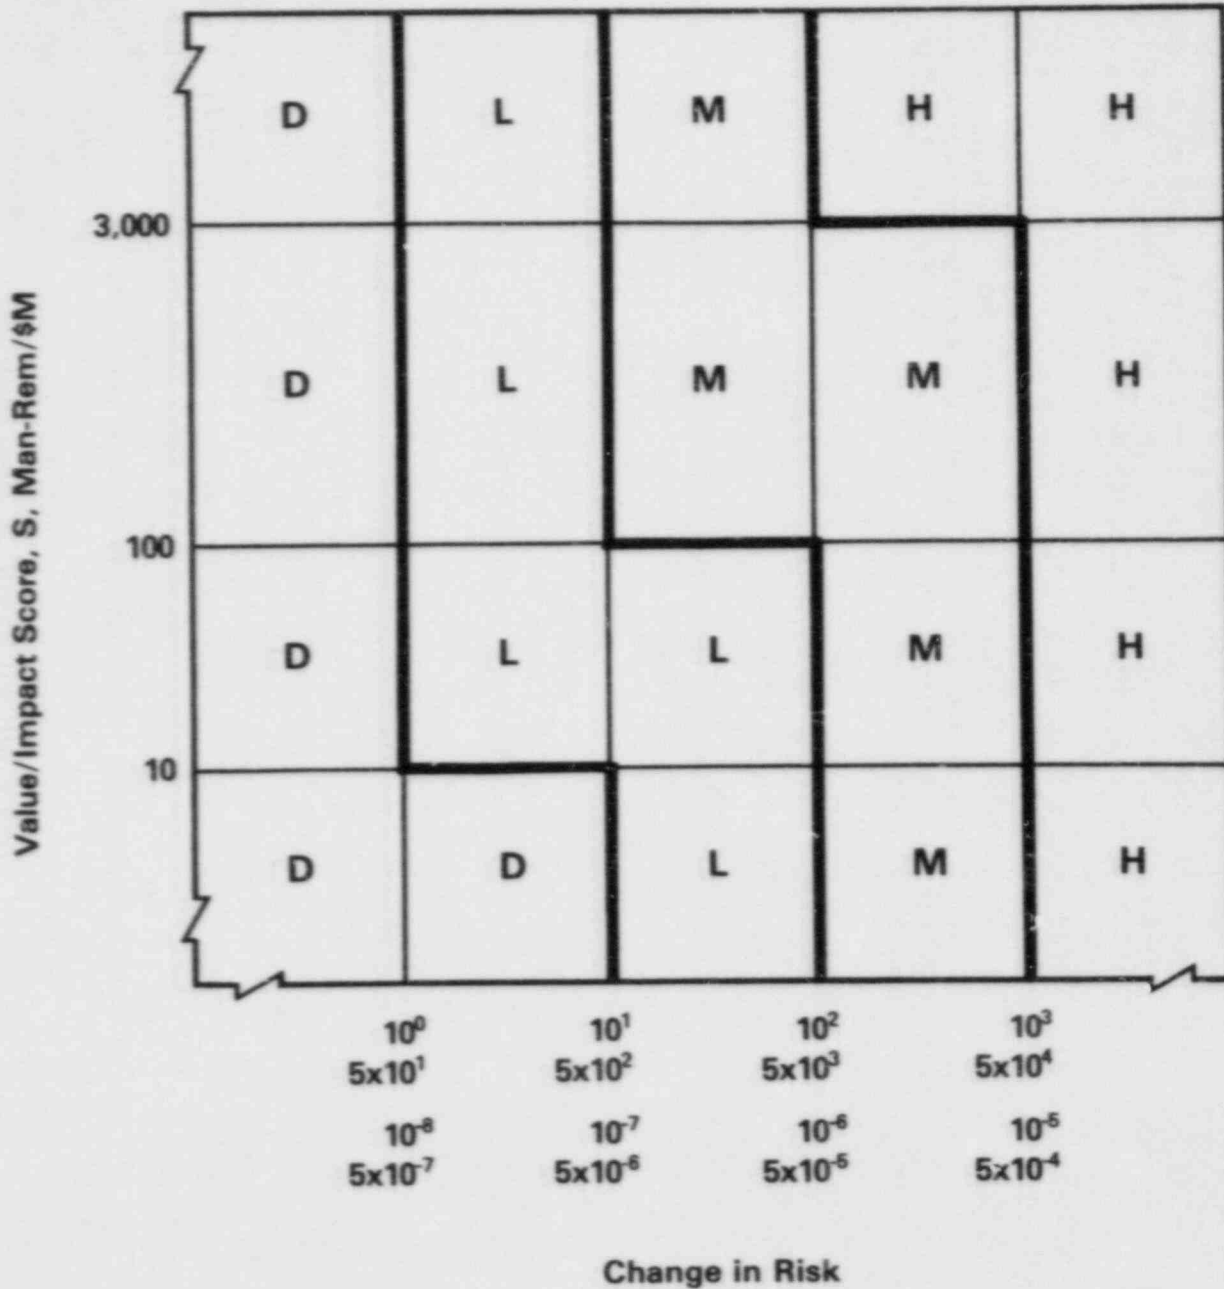 D L M H H
3,000
D L M M H
100
D L L M H
10
D D L M H
Value/Impact Score, S, Man-Rem/$M
10⁰ 10¹ 10² 10³
5x10¹ 5x10² 5x10³ 5x10⁴
10⁻⁸ 10⁻⁷ 10⁻⁶ 10⁻⁵
5x10⁻⁷ 5x10⁻⁶ 5x10⁻⁵ 5x10⁻⁴
Change in Risk